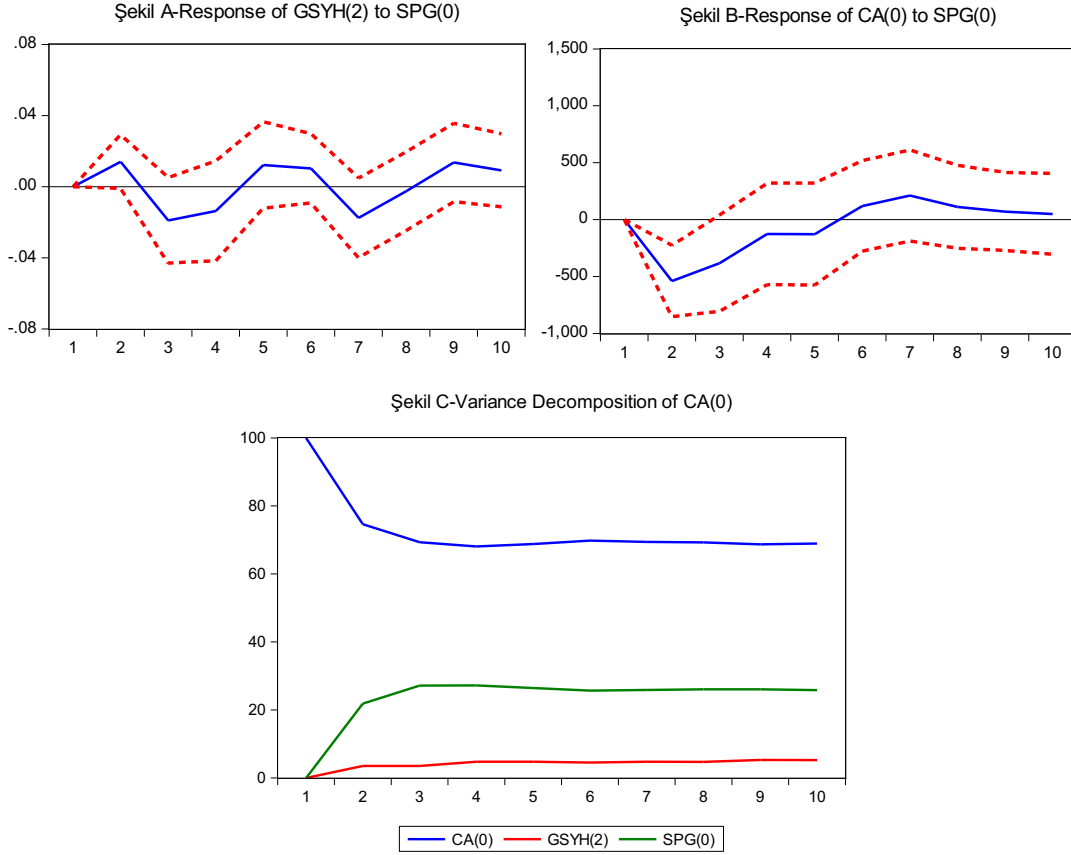 Şekil A-Response of GSYH(2) to SPG(0)
.08
.04
.00
-.04
-.08
1 2 3 4 5 6 7 8 9 10
Şekil B-Response of CA(0) to SPG(0)
1,500
1,000
500
0
-500
-1,000
1 2 3 4 5 6 7 8 9 10
Şekil C-Variance Decomposition of CA(0)
100
80
60
40
20
0
1 2 3 4 5 6 7 8 9 10
CA(0) GSYH(2) SPG(0)